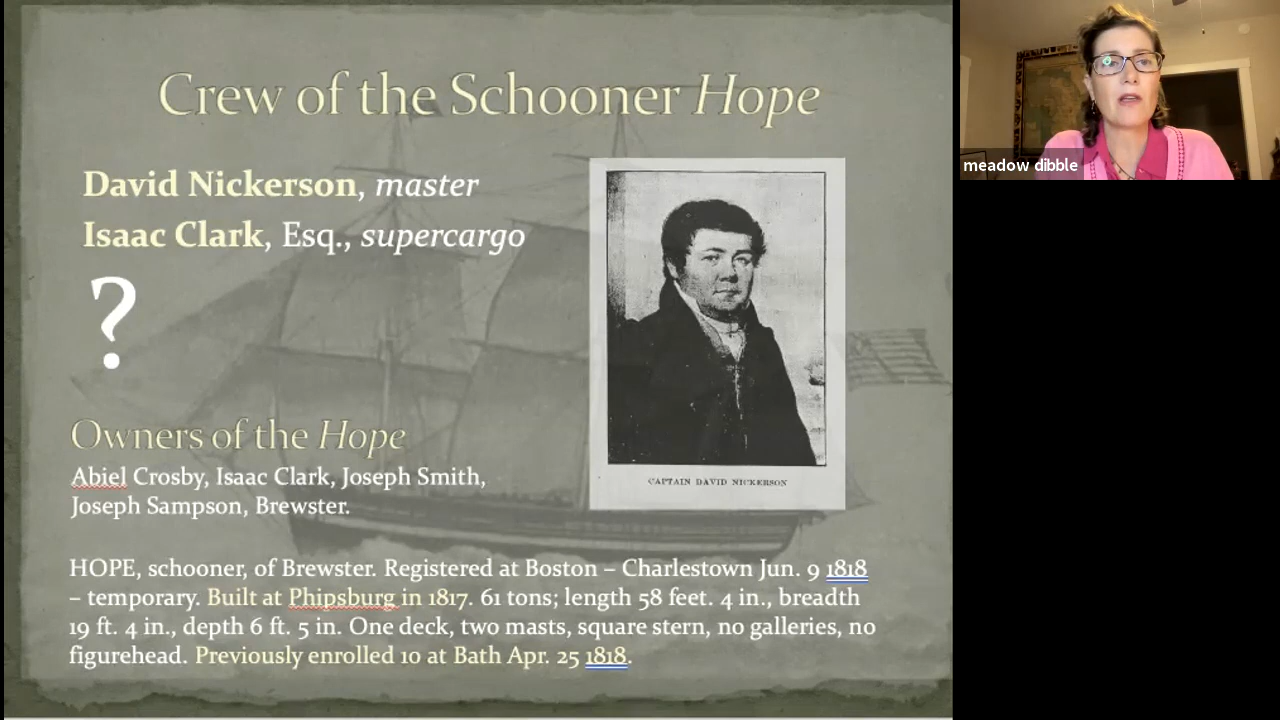 Crew of the Schooner Hope
David Nickerson, master
Isaac Clark, Esq., supercargo
?
CAPTAIN DAVID NICKERSON
Owners of the Hope
Abiel Crosby, Isaac Clark, Joseph Smith,
Joseph Sampson, Brewster.
HOPE, schooner, of Brewster. Registered at Boston – Charlestown Jun. 9 1818
– temporary. Built at Phipsburg in 1817. 61 tons; length 58 feet. 4 in., breadth
19 ft. 4 in., depth 6 ft. 5 in. One deck, two masts, square stern, no galleries, no
figurehead. Previously enrolled 10 at Bath Apr. 25 1818.
meadow dibble